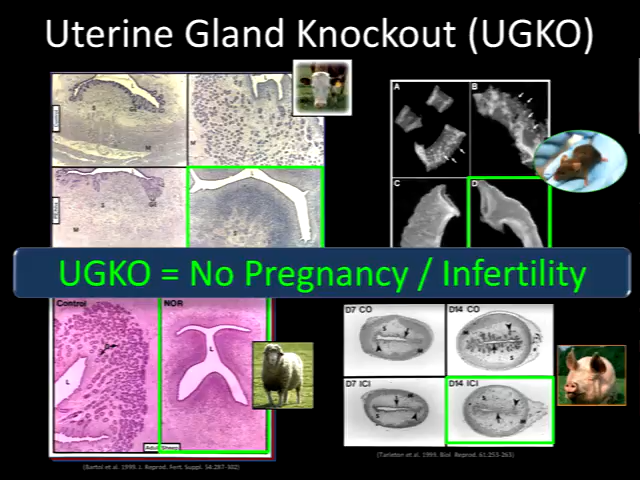 Uterine Gland Knockout (UGKO)
Control
L
L
M
S
M
A
B
L
L
S
M
S
C
D
UGKO = No Pregnancy / Infertility
Control
NOR
L
L
D7 CO
D14 CO
S
M
M
S
D7 ICI
D14 ICI
S
M
S
(Bartol et al. 1999. J. Reprod. Fert. Suppl. 54:287-302)
(Tarleton et al. 1999. Biol Reprod. 61:253-263)